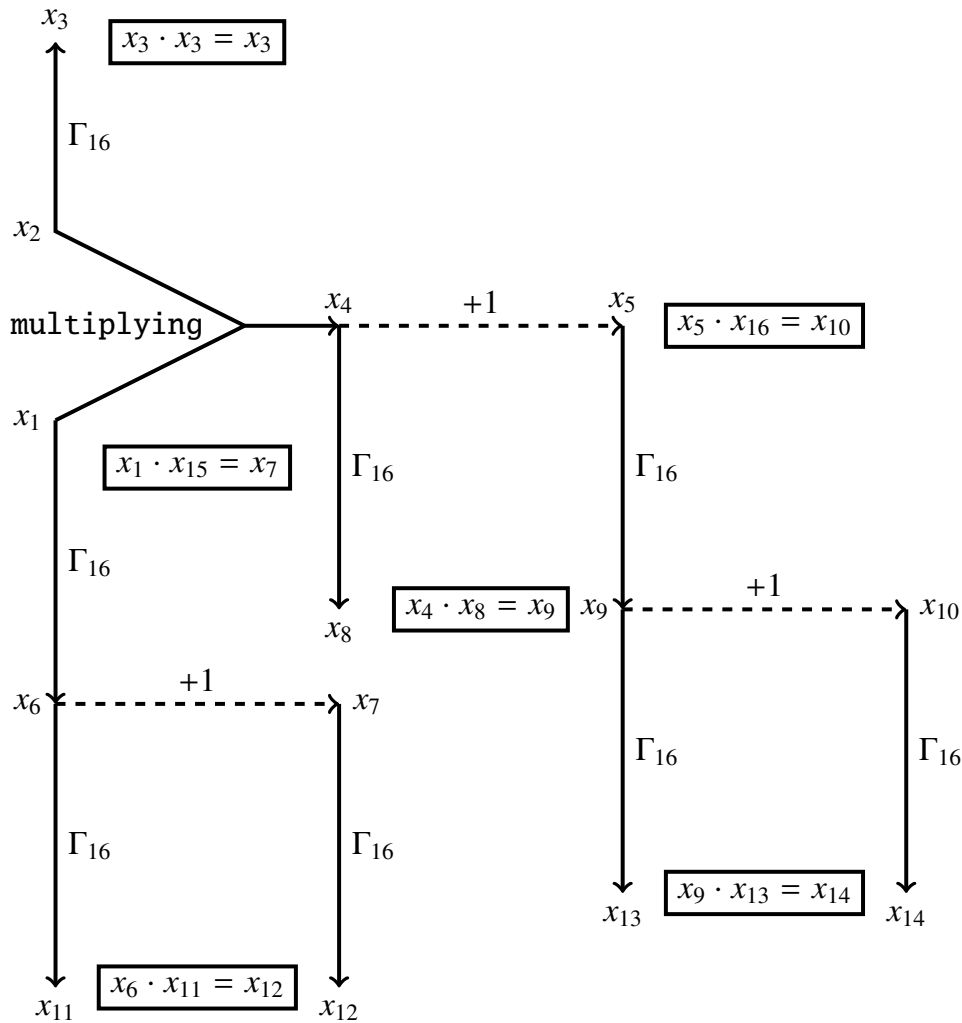 x₃
x₃ · x₃ = x₃
Γ₁₆
x₂
x₄
+1
x₅
x₅ · x₁₆ = x₁₀
multiplying
x₁
x₁ · x₁₅ = x₇
Γ₁₆
Γ₁₆
Γ₁₆
x₄ · x₈ = x₉
x₉
+1
x₁₀
x₈
x₆
+1
x₇
Γ₁₆
Γ₁₆
Γ₁₆
Γ₁₆
x₉ · x₁₃ = x₁₄
x₁₃
x₁₄
x₆ · x₁₁ = x₁₂
x₁₁
x₁₂